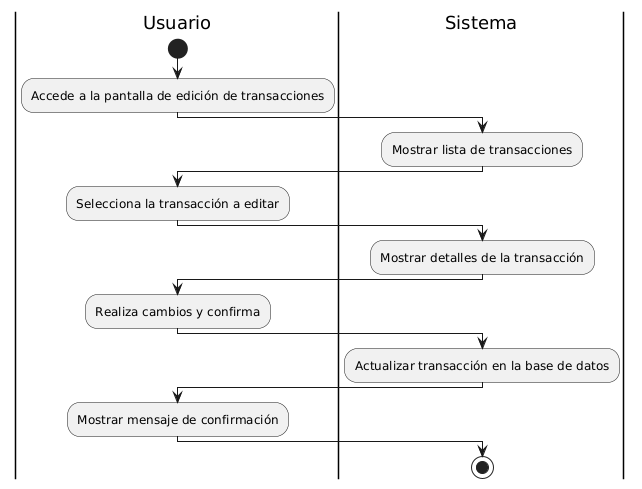 Usuario
Sistema
Accede a la pantalla de edición de transacciones
Mostrar lista de transacciones
Selecciona la transacción a editar
Mostrar detalles de la transacción
Realiza cambios y confirma
Actualizar transacción en la base de datos
Mostrar mensaje de confirmación